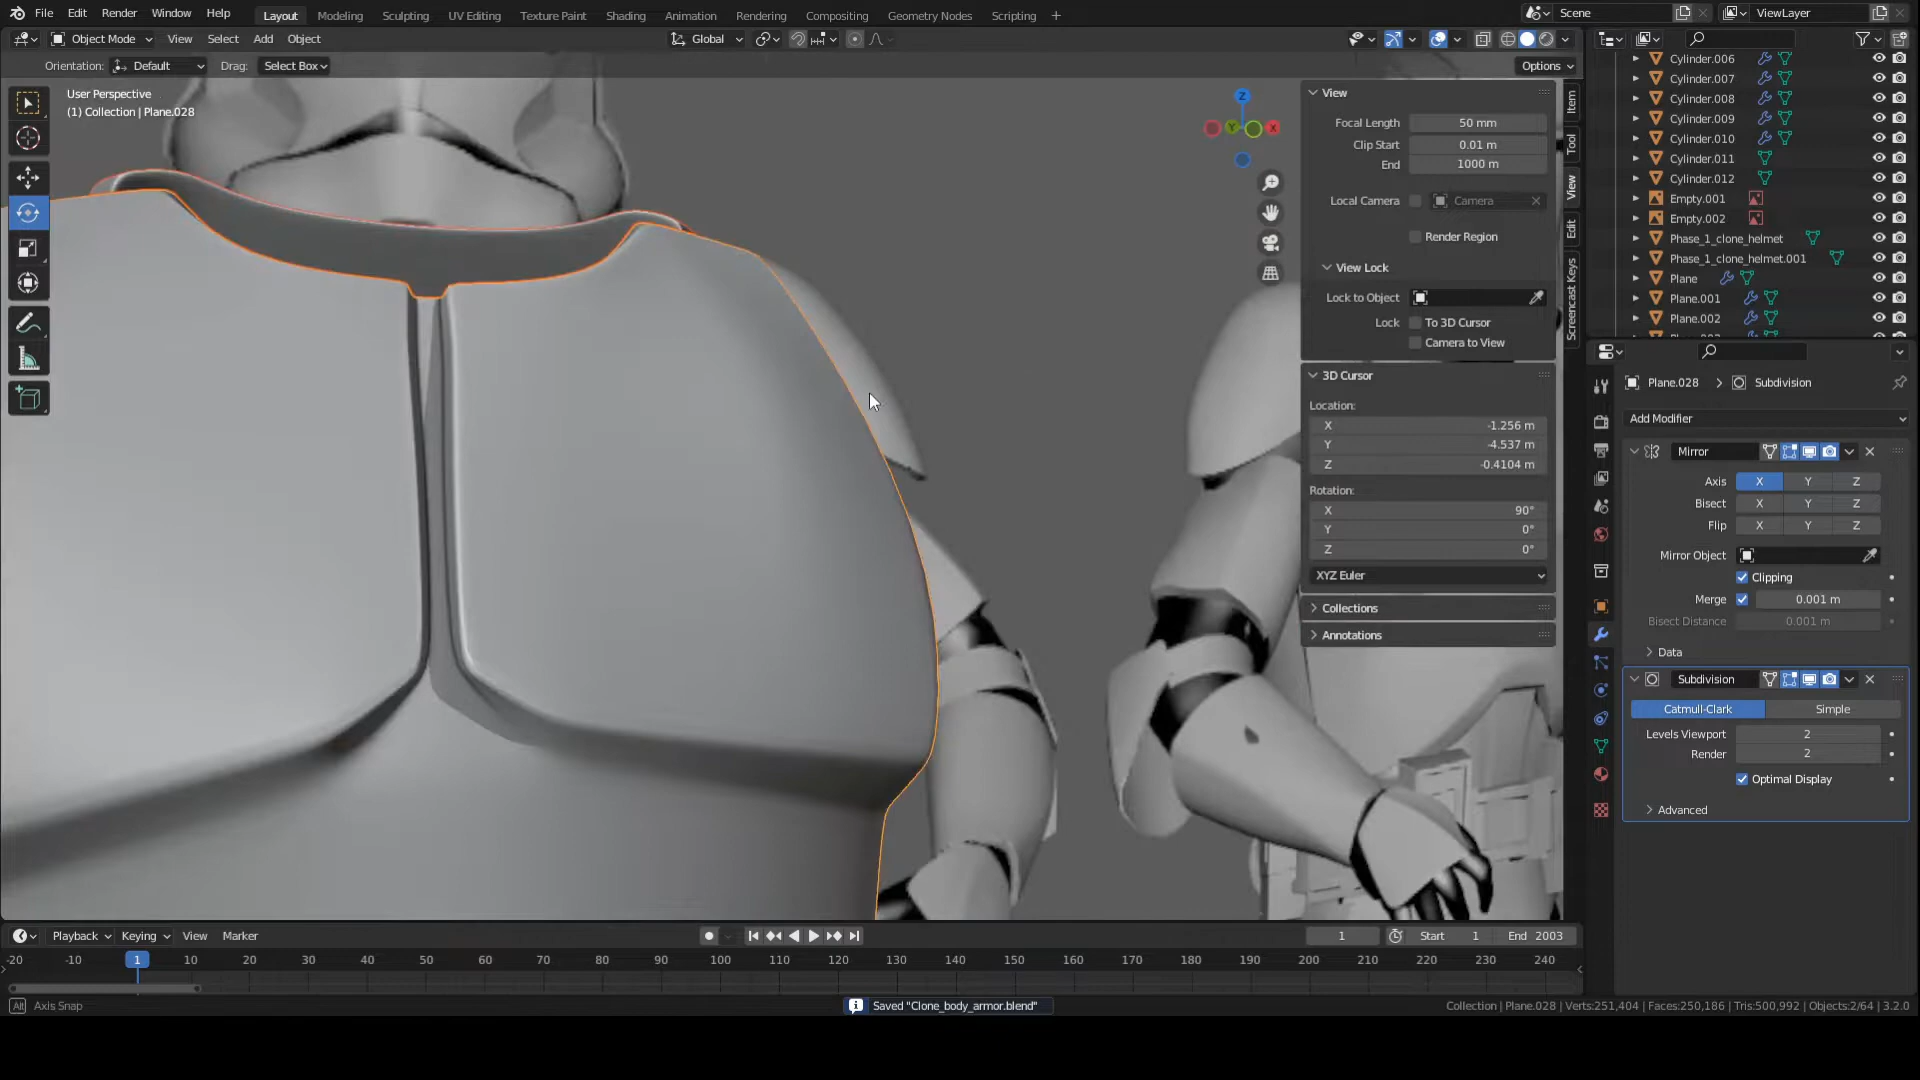 File Edit Render Window Help
Layout Modeling Sculpting UV Editing Texture Paint Shading Animation Rendering Compositing Geometry Nodes Scripting +
Scene
ViewLayer
Object Mode View Select Add Object
Global
Orientation: Default Drag: Select Box
Options
User Perspective
(1) Collection | Plane.028
Z
Y
X
View
Focal Length 50 mm
Clip Start 0.01 m
End 1000 m
Local Camera Camera
Render Region
View Lock
Lock to Object
Lock To 3D Cursor
Camera to View
3D Cursor
Location:
X -1.256 m
Y -4.537 m
Z -0.4104 m
Rotation:
X 90°
Y 0°
Z 0°
XYZ Euler
Collections
Annotations
Item
Tool
View
Edit
Screencast Keys
Cylinder.006
Cylinder.007
Cylinder.008
Cylinder.009
Cylinder.010
Cylinder.011
Cylinder.012
Empty.001
Empty.002
Phase_1_clone_helmet
Phase_1_clone_helmet.001
Plane
Plane.001
Plane.002
Plane.028 > Subdivision
Add Modifier
Mirror
Axis X Y Z
Bisect X Y Z
Flip X Y Z
Mirror Object
Clipping
Merge 0.001 m
Bisect Distance 0.001 m
Data
Subdivision
Catmull-Clark Simple
Levels Viewport 2
Render 2
Optimal Display
Advanced
Playback Keying View Marker
1 Start 1 End 2003
-20 -10 1 10 20 30 40 50 60 70 80 90 100 110 120 130 140 150 160 170 180 190 200 210 220 230 240
Alt Axis Snap
Saved "Clone_body_armor.blend"
Collection | Plane.028 | Verts:251,404 | Faces:250,186 | Tris:500,992 | Objects:2/64 | 3.2.0